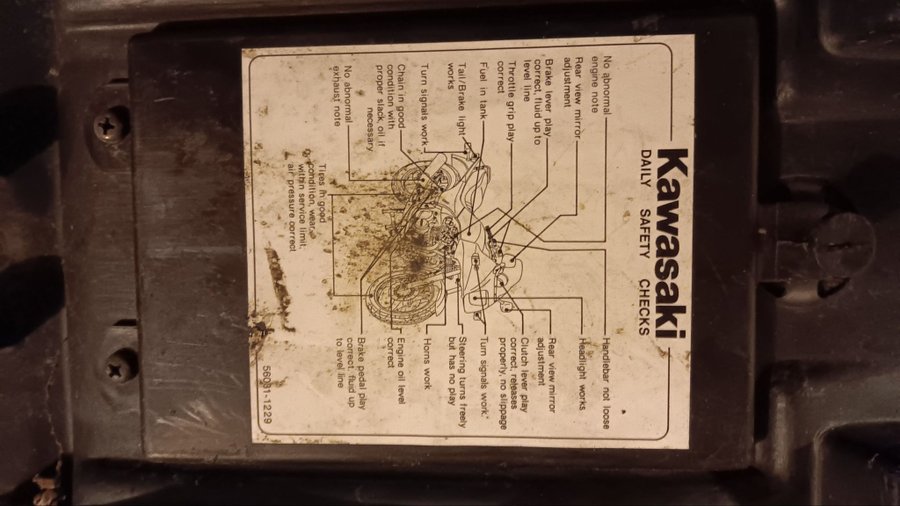 Kawasaki
DAILY SAFETY CHECKS
No abnormal
engine note
Rear view mirror
adjustment
Brake lever play
correct, fluid up to
level line
Throttle grip play
correct
Fuel in tank
Tail/Brake light
works
Turn signals work
Chain in good
condition with
proper slack, oil if
necessary
No abnormal
exhaust note
Tires in good
condition, wear
within service limit,
air pressure correct
Handlebar not loose
Headlight works
Rear view mirror
adjustment
Clutch lever play
correct, releases
properly, no slippage
Turn signals work
Steering turns freely
but has no play
Horns work
Engine oil level
correct
Brake pedal play
correct, fluid up
to level line
56031-1229